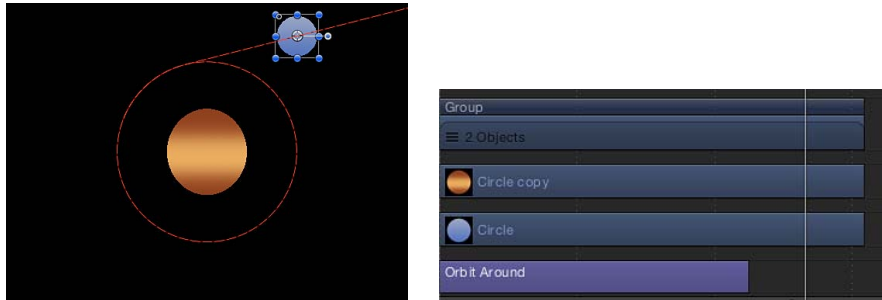 Group
2 Objects
Circle copy
Circle
Orbit Around